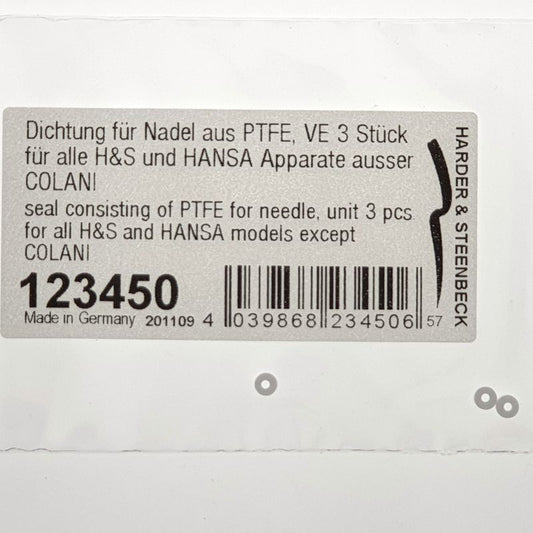 Dichtung für Nadel aus PTFE, VE 3 Stück
für alle H&S und HANSA Apparate ausser
COLANI
seal consisting of PTFE for needle, unit 3 pcs
for all H&S and HANSA models except
COLANI
123450
Made in Germany 201109 4 039868 234506 57
HARDER & STEENBECK